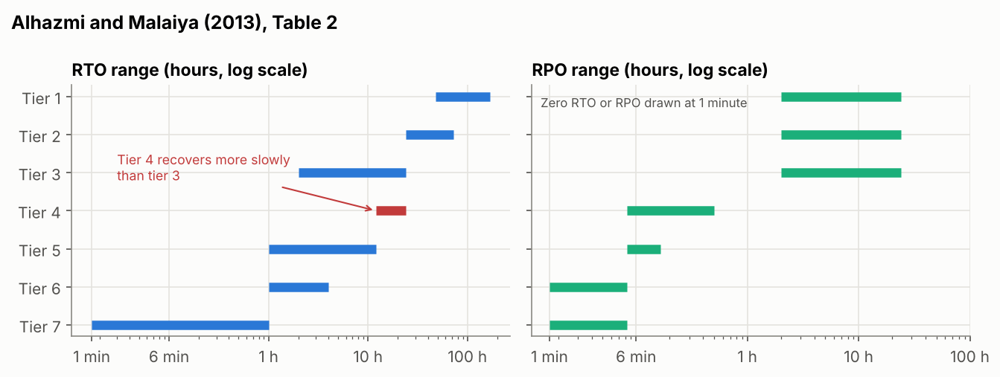 Alhazmi and Malaiya (2013), Table 2
RTO range (hours, log scale)
Tier 1
Tier 2
Tier 3
Tier 4
Tier 5
Tier 6
Tier 7
Tier 4 recovers more slowly
than tier 3
1 min
6 min
1 h
10 h
100 h
RPO range (hours, log scale)
Zero RTO or RPO drawn at 1 minute
1 min
6 min
1 h
10 h
100 h